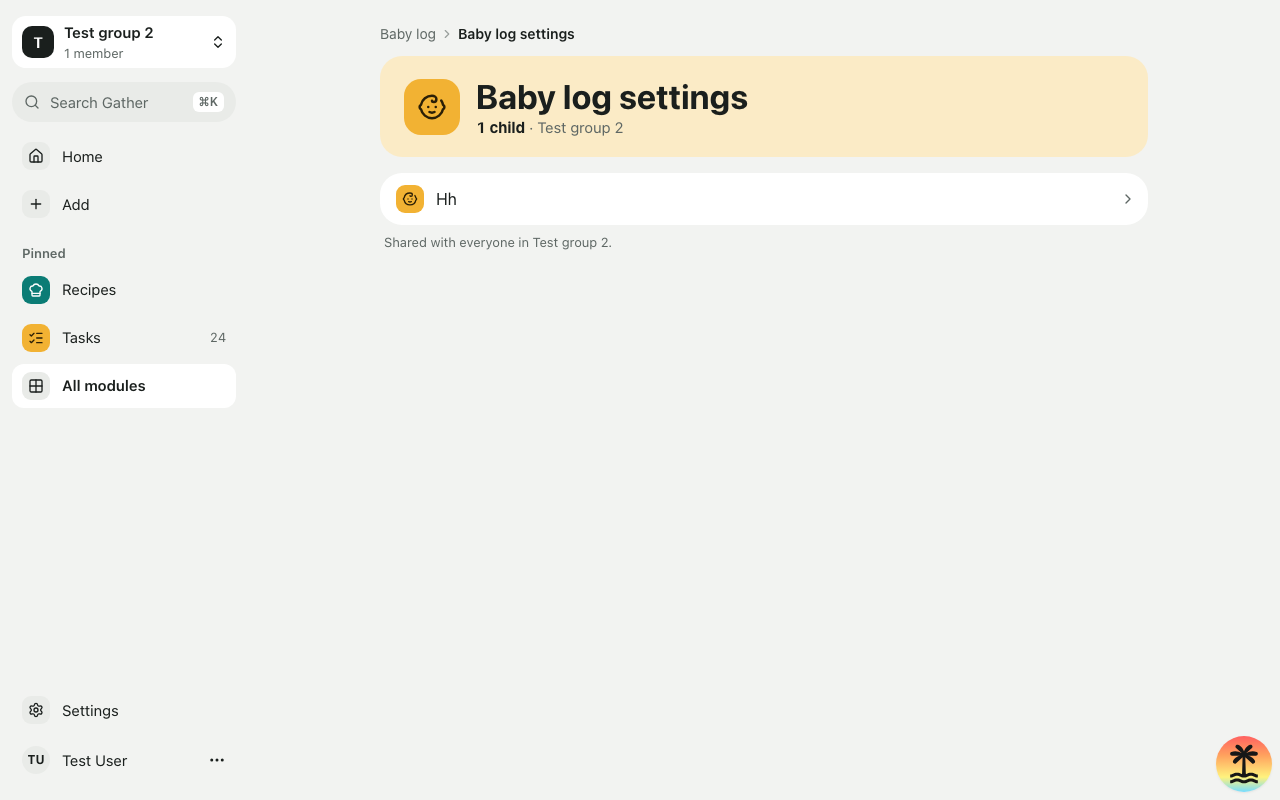 T
Test group 2
1 member
Search Gather
⌘K
Home
Add
Pinned
Recipes
Tasks
24
All modules
Settings
TU
Test User
Baby log
Baby log settings
Baby log settings
1 child · Test group 2
Hh
Shared with everyone in Test group 2.